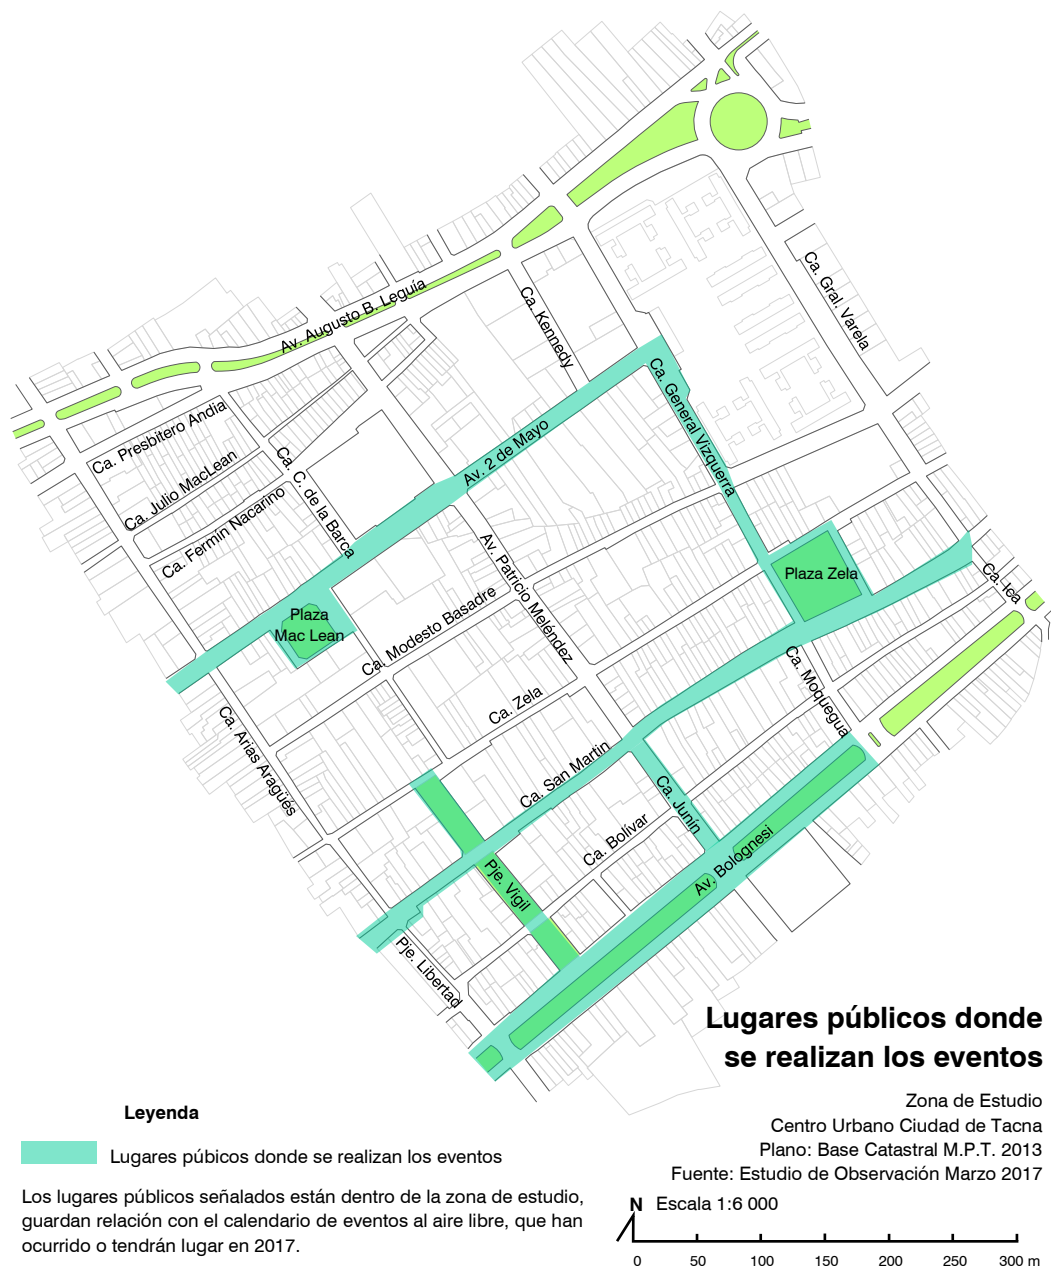 Av. Augusto B. Leguía
Ca. Kennedy
Ca. Gral. Varela
Ca. General Vizquerra
Ca. Presbitero Andia
Ca. Julio MacLean
Ca. Fermín Nacarino
Ca. C. de la Barca
Av. 2 de Mayo
Av. Patricio Meléndez
Plaza Zela
Ca. Ica
Plaza
Mac Lean
Ca. Modesto Basadre
Ca. Zela
Ca. Moquegua
Ca. Arias Aragüés
Ca. San Martin
Ca. Junín
Ca. Bolívar
Av. Bolognesi
Pje. Vigil
Pje. Libertad
Lugares públicos donde
se realizan los eventos
Zona de Estudio
Centro Urbano Ciudad de Tacna
Plano: Base Catastral M.P.T. 2013
Fuente: Estudio de Observación Marzo 2017
Leyenda
Lugares púbicos donde se realizan los eventos
Los lugares públicos señalados están dentro de la zona de estudio,
guardan relación con el calendario de eventos al aire libre, que han
ocurrido o tendrán lugar en 2017.
N Escala 1:6 000
0 50 100 150 200 250 300 m